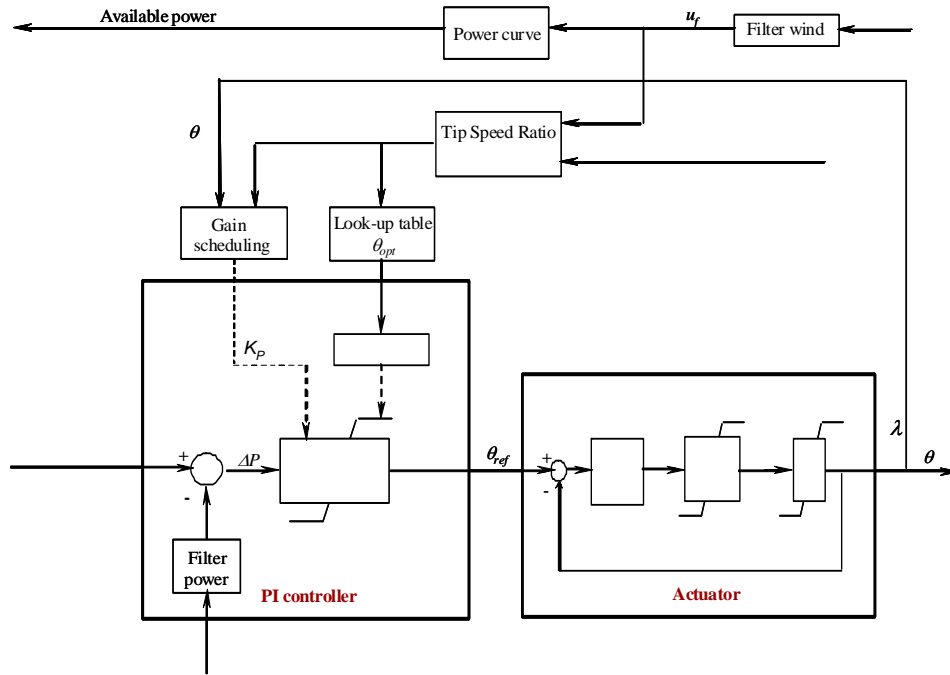 Available power
Power curve
u_f
Filter wind
θ
Tip Speed Ratio
Gain
scheduling
Look-up table
θ_opt
K_P
+
ΔP
-
θ_ref
+
-
λ
θ
Filter
power
PI controller
Actuator